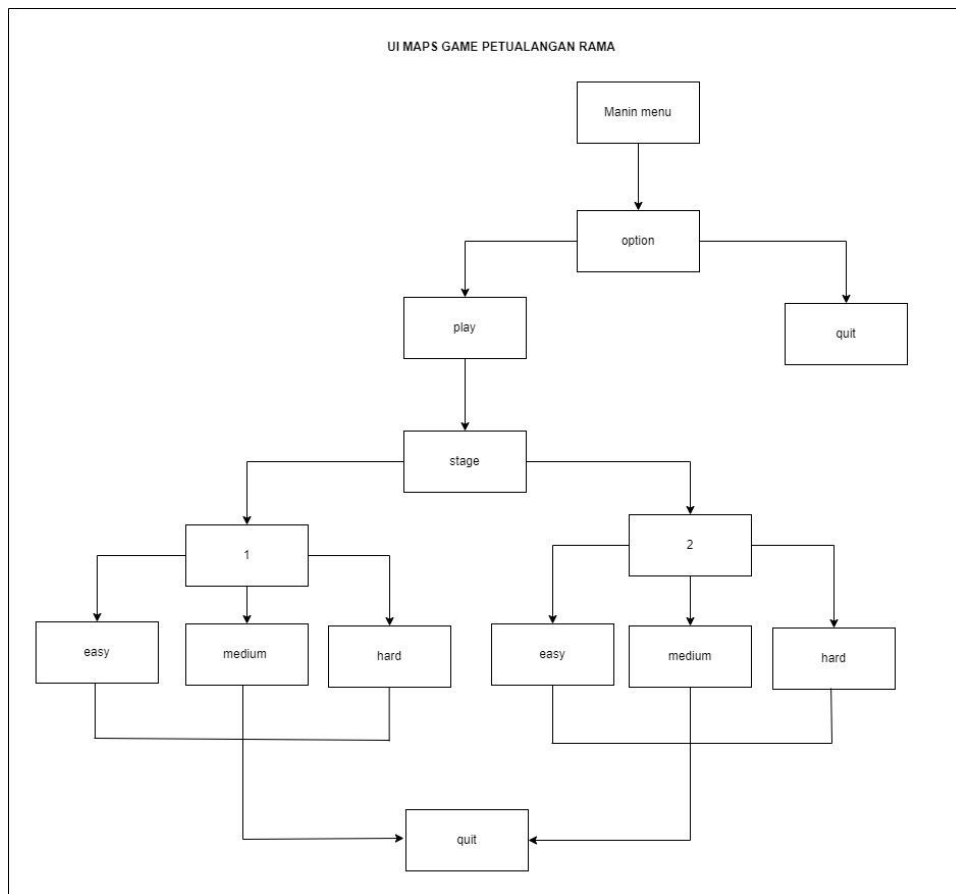 UI MAPS GAME PETUALANGAN RAMA
Manin menu
option
play
quit
stage
1
2
easy
medium
hard
easy
medium
hard
quit